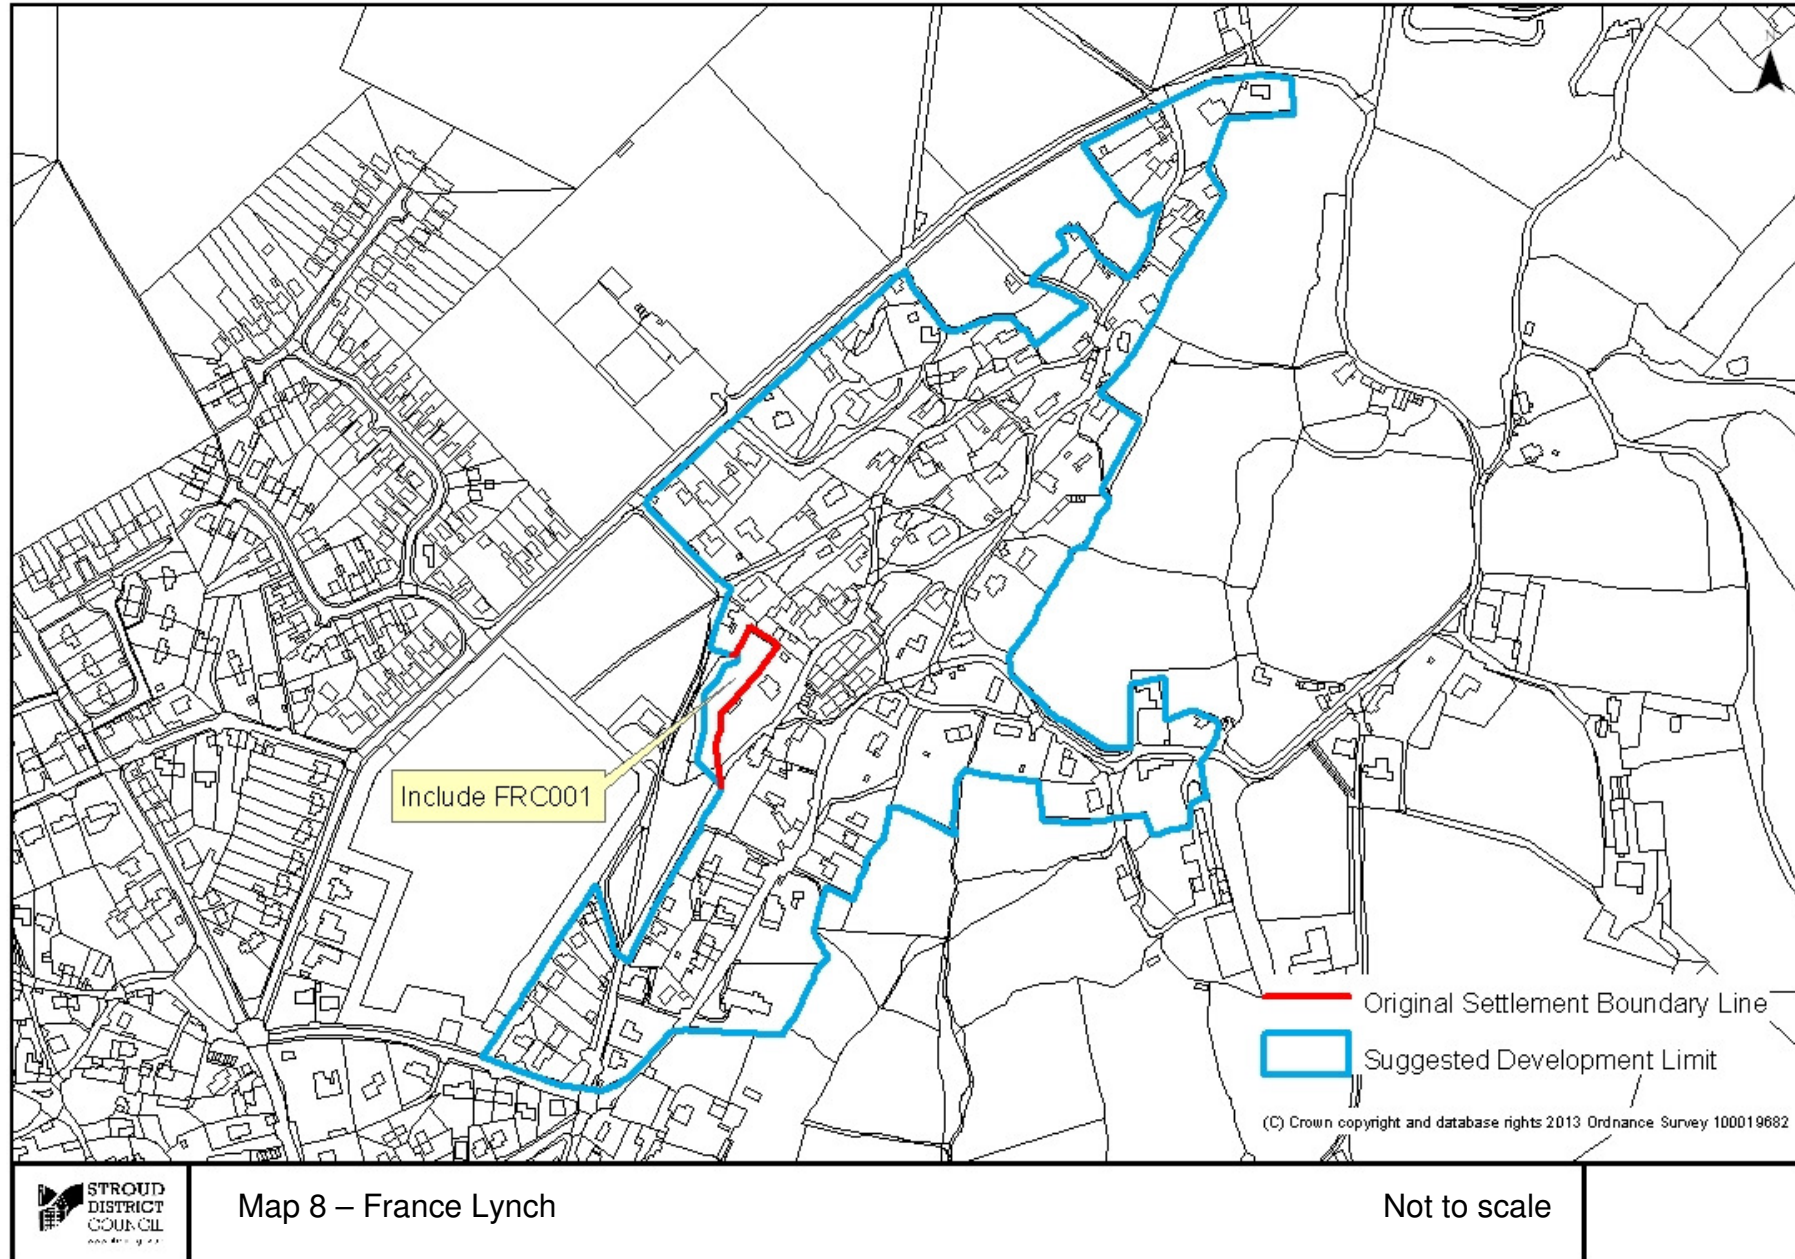 N
Include FRC001
Original Settlement Boundary Line
Suggested Development Limit
(C) Crown copyright and database rights 2013 Ordnance Survey 100019682
STROUD
DISTRICT
COUNCIL
Map 8 – France Lynch
Not to scale